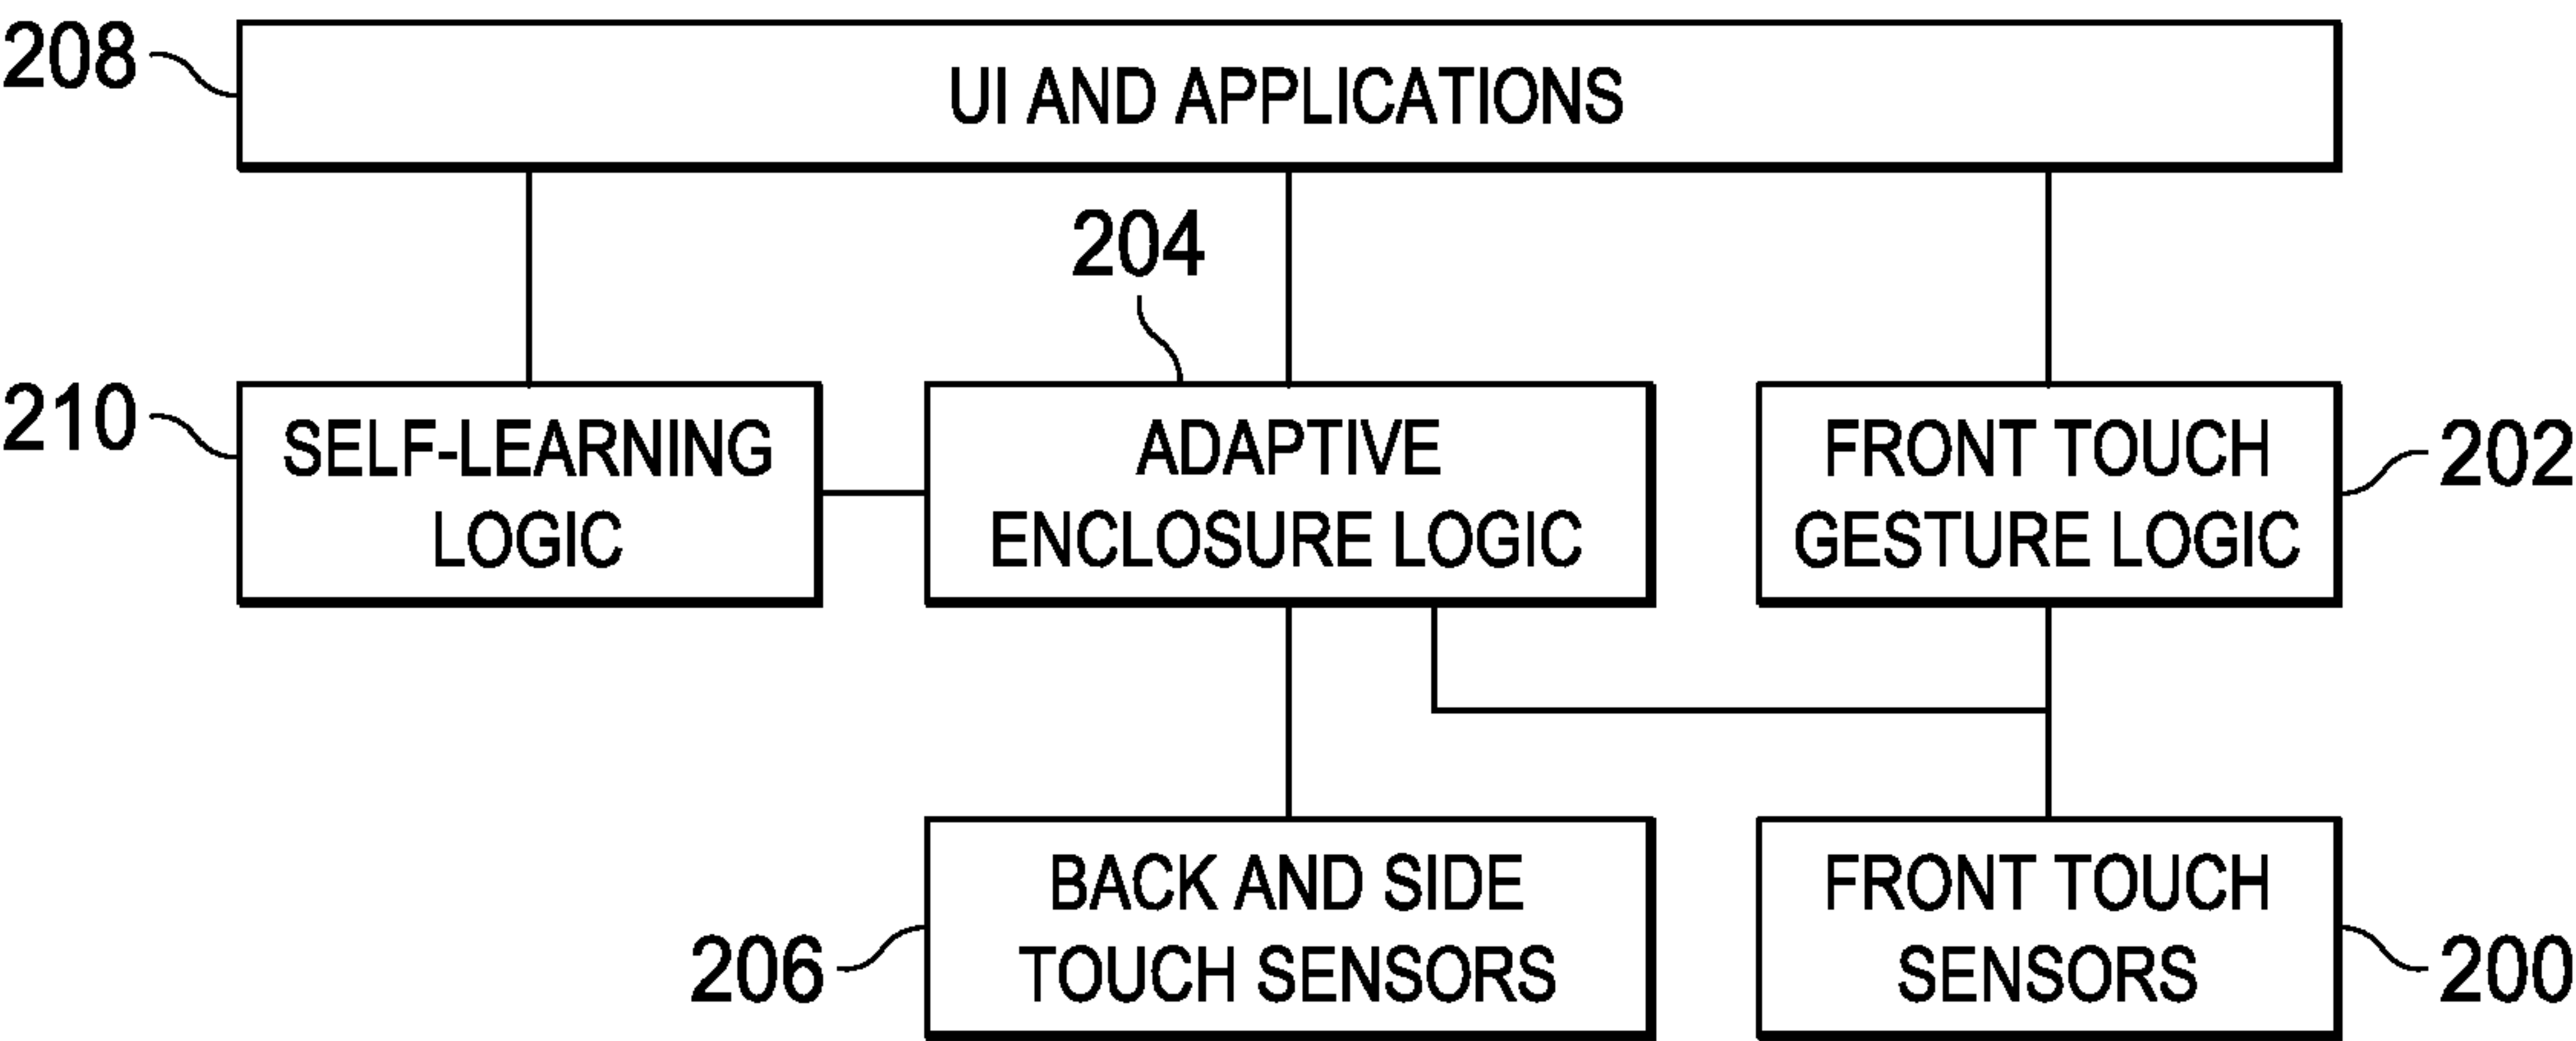 208
UI AND APPLICATIONS
204
210
SELF-LEARNING
LOGIC
ADAPTIVE
ENCLOSURE LOGIC
FRONT TOUCH
GESTURE LOGIC
202
206
BACK AND SIDE
TOUCH SENSORS
FRONT TOUCH
SENSORS
200